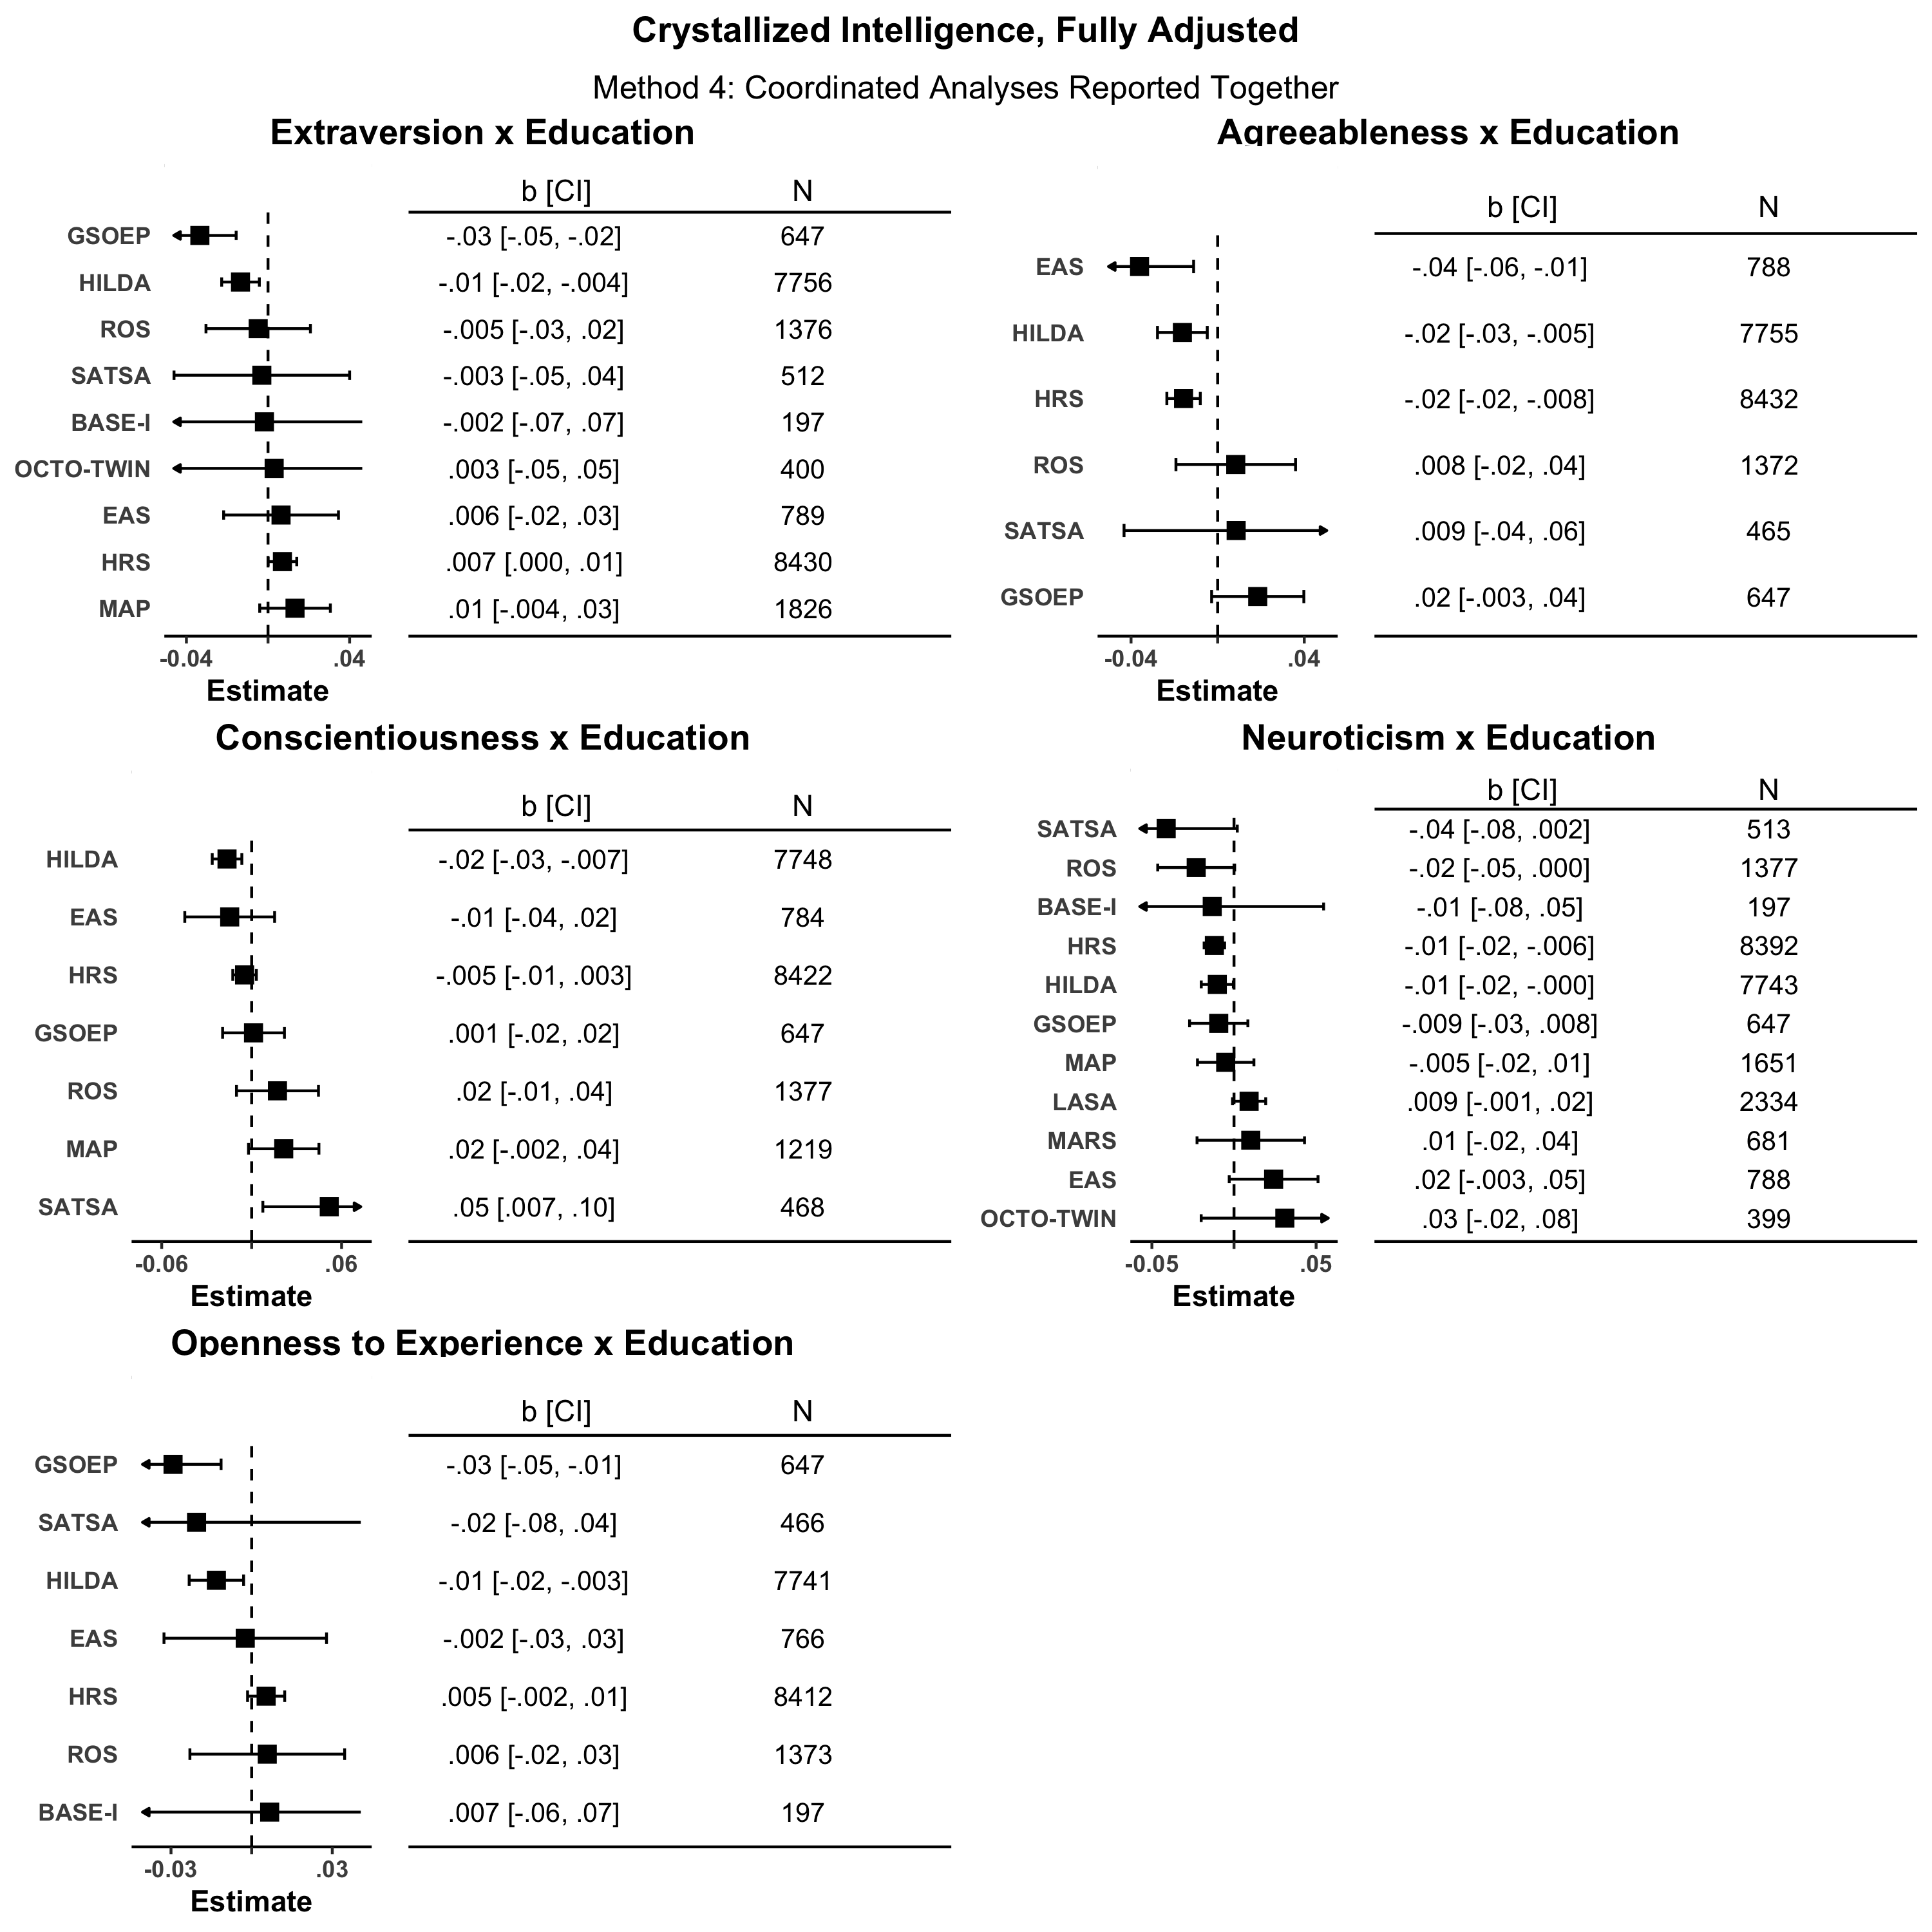 Crystallized Intelligence, Fully Adjusted
Method 4: Coordinated Analyses Reported Together
Extraversion x Education
b [CI] N
GSOEP -.03 [-.05, -.02] 647
HILDA -.01 [-.02, -.004] 7756
ROS -.005 [-.03, .02] 1376
SATSA -.003 [-.05, .04] 512
BASE-I -.002 [-.07, .07] 197
OCTO-TWIN .003 [-.05, .05] 400
EAS .006 [-.02, .03] 789
HRS .007 [.000, .01] 8430
MAP .01 [-.004, .03] 1826
-0.04 .04
Estimate
Agreeableness x Education
b [CI] N
EAS -.04 [-.06, -.01] 788
HILDA -.02 [-.03, -.005] 7755
HRS -.02 [-.02, -.008] 8432
ROS .008 [-.02, .04] 1372
SATSA .009 [-.04, .06] 465
GSOEP .02 [-.003, .04] 647
-0.04 .04
Estimate
Conscientiousness x Education
b [CI] N
HILDA -.02 [-.03, -.007] 7748
EAS -.01 [-.04, .02] 784
HRS -.005 [-.01, .003] 8422
GSOEP .001 [-.02, .02] 647
ROS .02 [-.01, .04] 1377
MAP .02 [-.002, .04] 1219
SATSA .05 [.007, .10] 468
-0.06 .06
Estimate
Neuroticism x Education
b [CI] N
SATSA -.04 [-.08, .002] 513
ROS -.02 [-.05, .000] 1377
BASE-I -.01 [-.08, .05] 197
HRS -.01 [-.02, -.006] 8392
HILDA -.01 [-.02, -.000] 7743
GSOEP -.009 [-.03, .008] 647
MAP -.005 [-.02, .01] 1651
LASA .009 [-.001, .02] 2334
MARS .01 [-.02, .04] 681
EAS .02 [-.003, .05] 788
OCTO-TWIN .03 [-.02, .08] 399
-0.05 .05
Estimate
Openness to Experience x Education
b [CI] N
GSOEP -.03 [-.05, -.01] 647
SATSA -.02 [-.08, .04] 466
HILDA -.01 [-.02, -.003] 7741
EAS -.002 [-.03, .03] 766
HRS .005 [-.002, .01] 8412
ROS .006 [-.02, .03] 1373
BASE-I .007 [-.06, .07] 197
-0.03 .03
Estimate